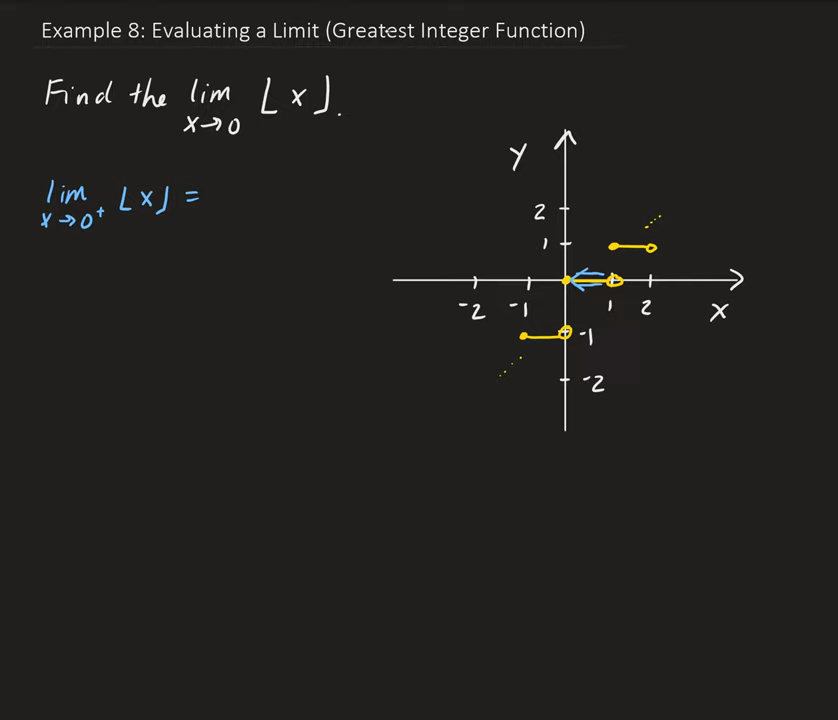 Example 8: Evaluating a Limit (Greatest Integer Function)
Find the lim ⌊x⌋.
x→0
lim ⌊x⌋ =
x→0⁺
y
2
1
-2 -1 1 2 x
-1
-2